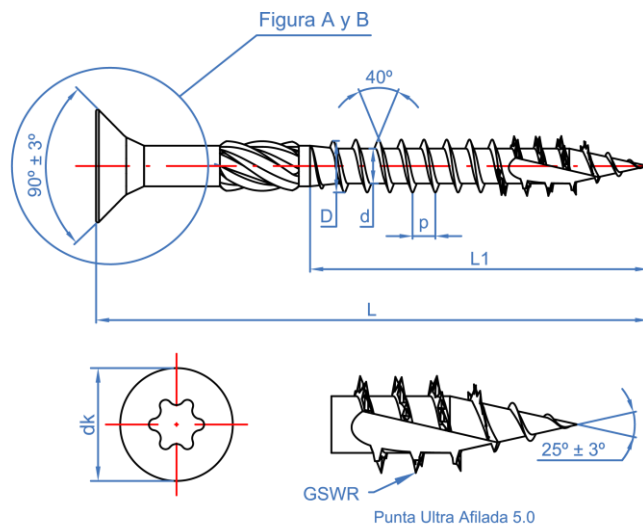 Figura A y B
40º
90º ± 3º
D
d
p
L1
L
dk
25º ± 3º
GSWR
Punta Ultra Afilada 5.0